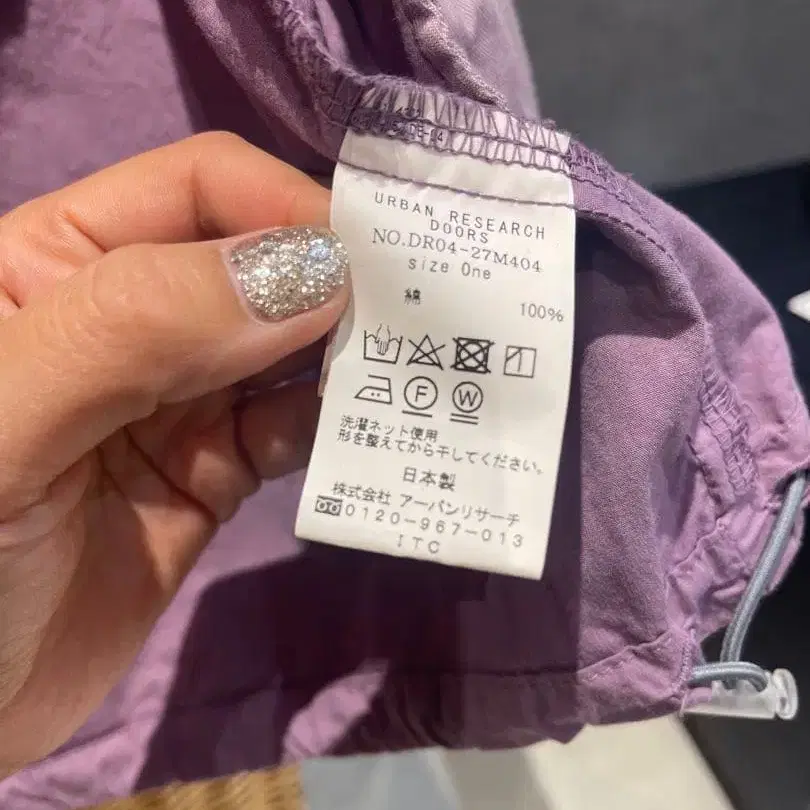 URBAN RESEARCH
DOORS
NO.DR04-27M404
size One
綿 100%
F W
洗濯ネット使用
形を整えてから干してください。
日本製
株式会社 アーバンリサーチ
0120-967-013
ITC